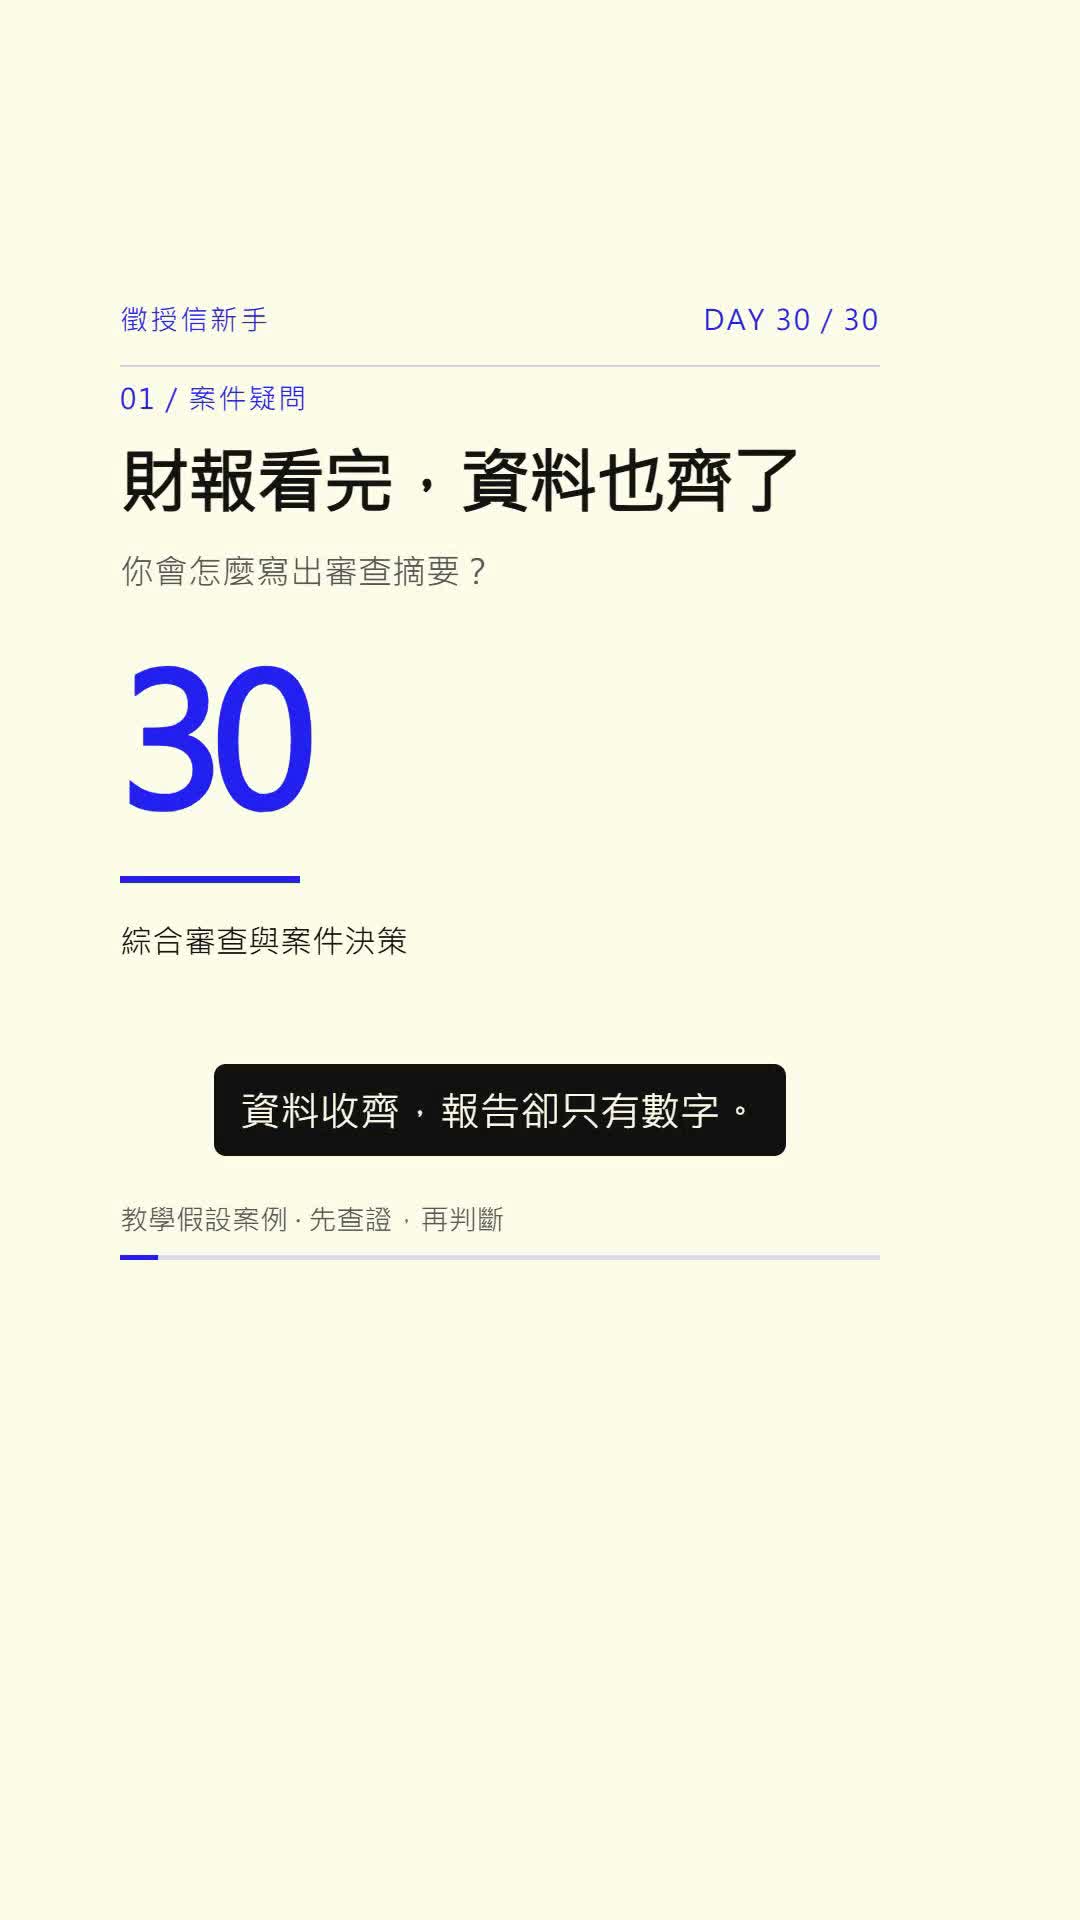 徵授信新手
DAY 30 / 30
01 / 案件疑問
財報看完，資料也齊了
你會怎麼寫出審查摘要？
30
綜合審查與案件決策
資料收齊，報告卻只有數字。
教學假設案例 · 先查證，再判斷